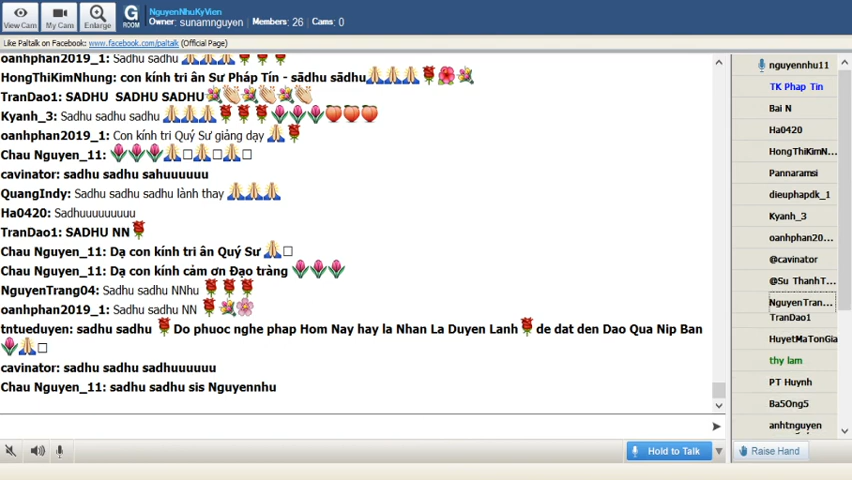 View Cam
My Cam
Enlarge
G
ROOM
NguyenNhuKyVien
Owner: sunamnguyen Members: 26 Cams: 0
Like Paltalk on Facebook: www.facebook.com/paltalk (Official Page)
oanhphan2019_1: Sadhu sadhu
HongThiKimNhung: con kính tri ân Sư Pháp Tín - sādhu sādhu
TranDao1: SADHU SADHU SADHU
Kyanh_3: Sadhu sadhu sadhu
oanhphan2019_1: Con kính tri Quý Sư giảng dạy
Chau Nguyen_11:
cavinator: sadhu sadhu sahuuuuuu
QuangIndy: Sadhu sadhu sadhu lành thay
Ha0420: Sadhuuuuuuuuu
TranDao1: SADHU NN
Chau Nguyen_11: Dạ con kính tri ân Quý Sư
Chau Nguyen_11: Dạ con kính cảm ơn Đạo tràng
NguyenTrang04: Sadhu sadhu NNhu
oanhphan2019_1: Sadhu sadhu NN
tntueduyen: sadhu sadhu Do phuoc nghe phap Hom Nay hay la Nhan La Duyen Lanh de dat den Dao Qua Nip Ban
cavinator: sadhu sadhu sadhuuuuuu
Chau Nguyen_11: sadhu sadhu sis Nguyennhu
nguyennhu11
TK Phap Tin
Bai N
Ha0420
HongThiKimN...
Pannaramsi
dieuphapdk_1
Kyanh_3
oanhphan20...
@cavinator
@Su ThanhT...
NguyenTran...
TranDao1
HuyetMaTonGia
thy lam
PT Huynh
BaSOng5
anhtnguyen
Hold to Talk
Raise Hand